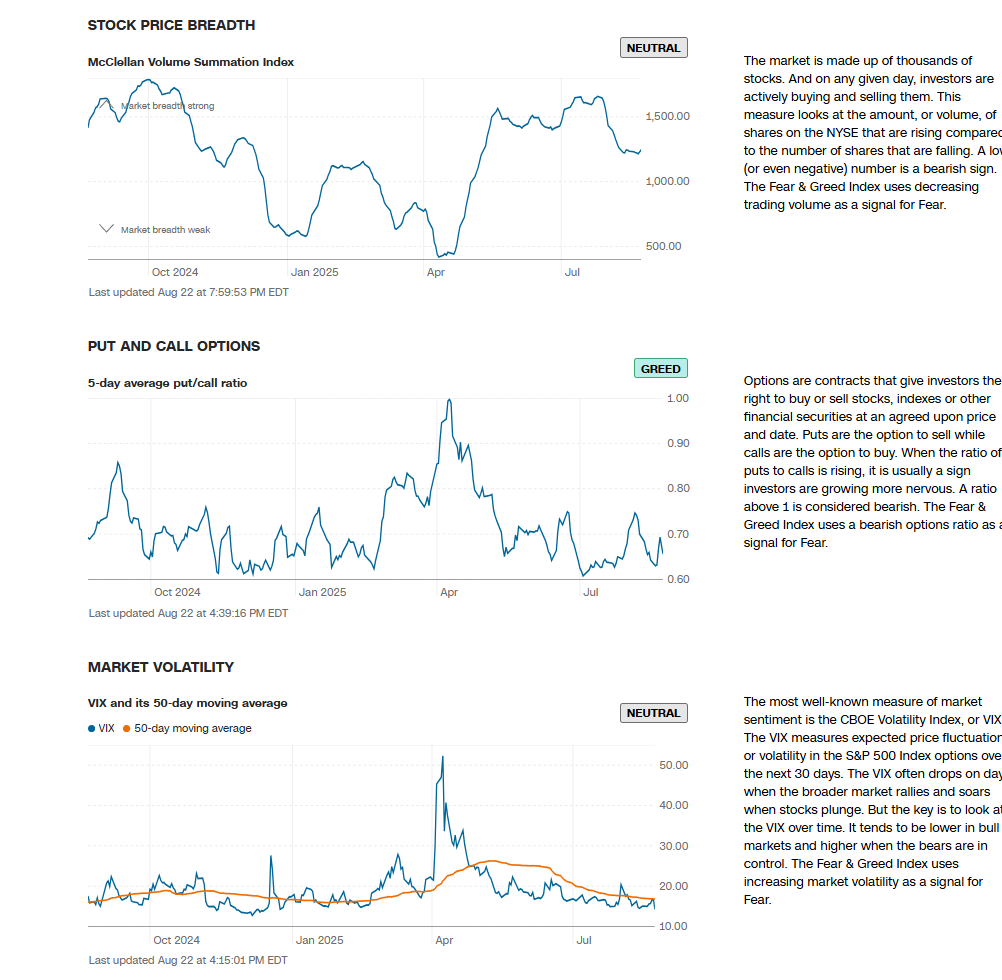 STOCK PRICE BREADTH
NEUTRAL
McClellan Volume Summation Index
Market breadth strong
1,500.00
1,000.00
Market breadth weak
500.00
Oct 2024
Jan 2025
Apr
Jul
Last updated Aug 22 at 7:59:53 PM EDT
The market is made up of thousands of
stocks. And on any given day, investors are
actively buying and selling them. This
measure looks at the amount, or volume, of
shares on the NYSE that are rising compared
to the number of shares that are falling. A lo
(or even negative) number is a bearish sign.
The Fear & Greed Index uses decreasing
trading volume as a signal for Fear.
PUT AND CALL OPTIONS
GREED
5-day average put/call ratio
1.00
0.90
0.80
0.70
0.60
Oct 2024
Jan 2025
Apr
Jul
Last updated Aug 22 at 4:39:16 PM EDT
Options are contracts that give investors the
right to buy or sell stocks, indexes or other
financial securities at an agreed upon price
and date. Puts are the option to sell while
calls are the option to buy. When the ratio of
puts to calls is rising, it is usually a sign
investors are growing more nervous. A ratio
above 1 is considered bearish. The Fear &
Greed Index uses a bearish options ratio as a
signal for Fear.
MARKET VOLATILITY
VIX and its 50-day moving average
NEUTRAL
VIX
50-day moving average
50.00
40.00
30.00
20.00
10.00
Oct 2024
Jan 2025
Apr
Jul
Last updated Aug 22 at 4:15:01 PM EDT
The most well-known measure of market
sentiment is the CBOE Volatility Index, or VIX
The VIX measures expected price fluctuation
or volatility in the S&P 500 Index options ove
the next 30 days. The VIX often drops on day
when the broader market rallies and soars
when stocks plunge. But the key is to look at
the VIX over time. It tends to be lower in bull
markets and higher when the bears are in
control. The Fear & Greed Index uses
increasing market volatility as a signal for
Fear.